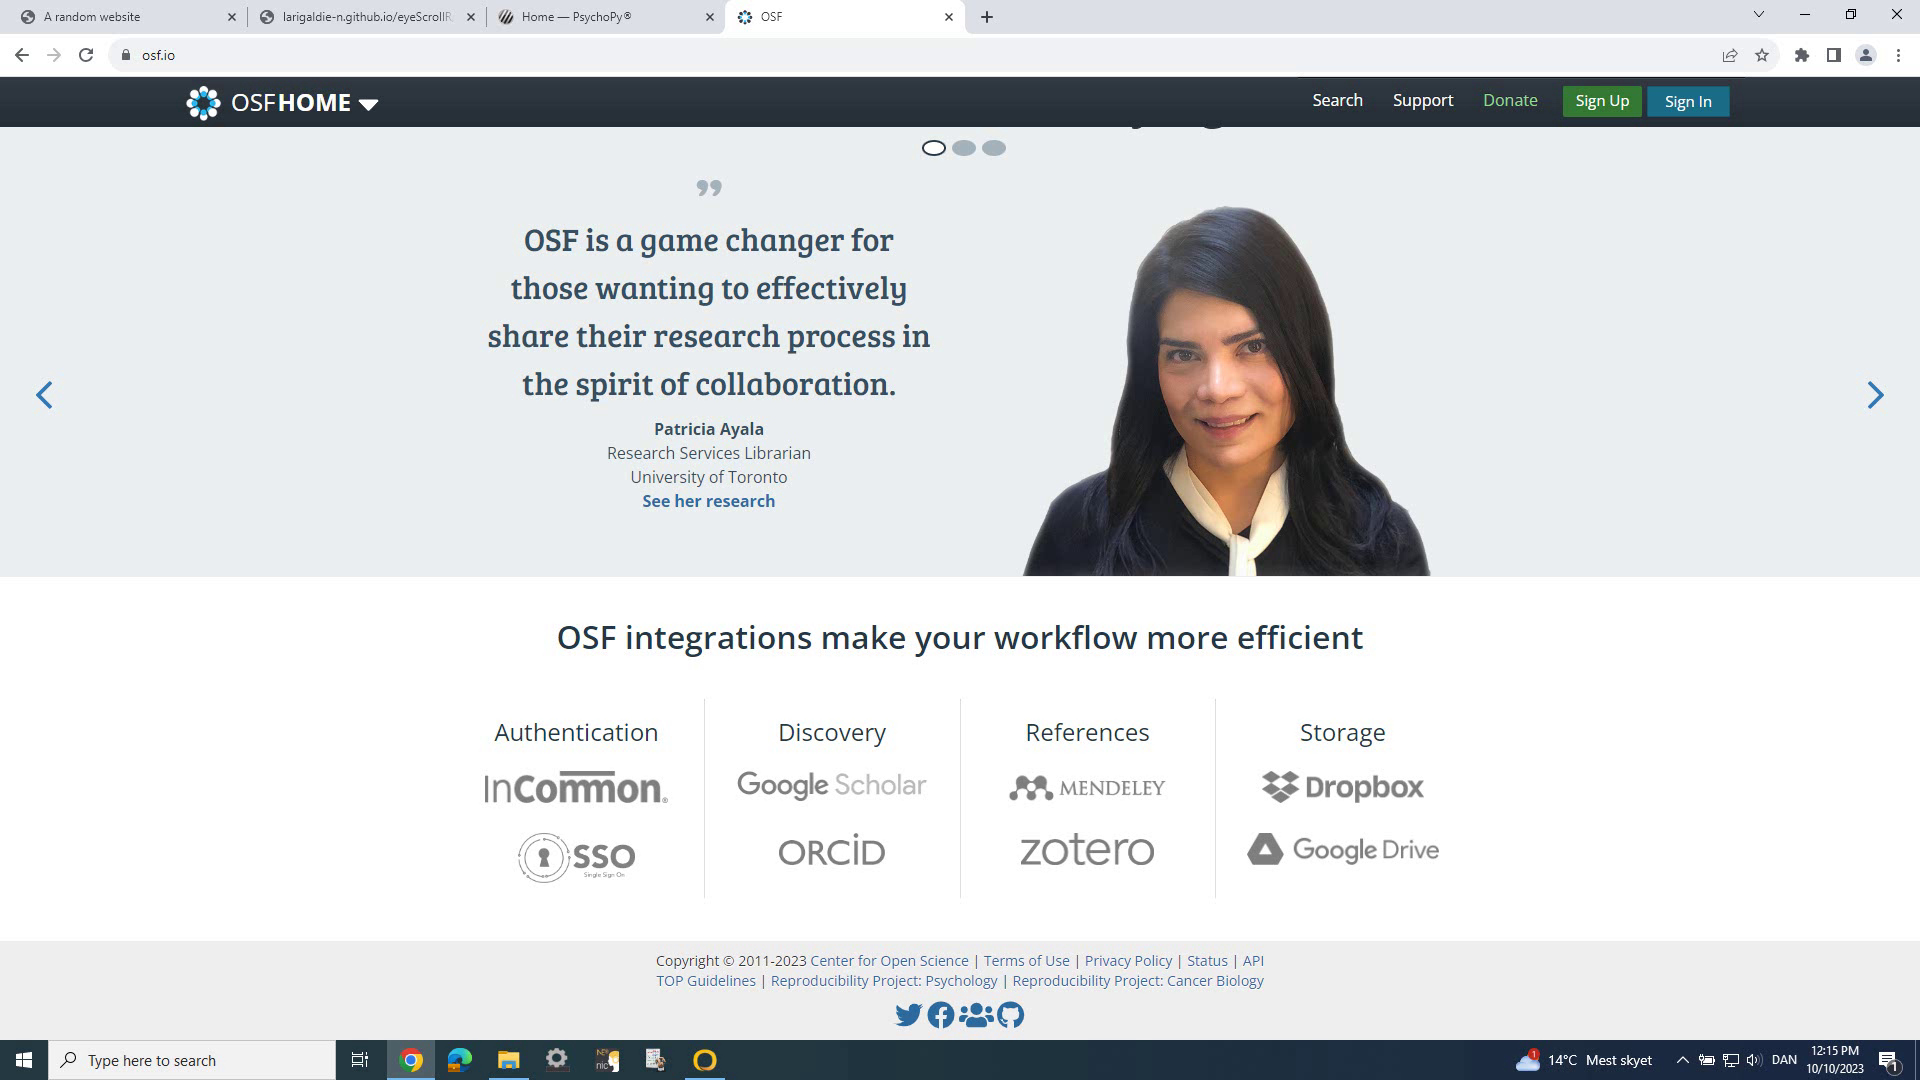 A random website
larigaldie-n.github.io/eyeScrollR
Home — PsychoPy®
OSF
osf.io
OSFHOME
Search
Support
Donate
Sign Up
Sign In
”
OSF is a game changer for
those wanting to effectively
share their research process in
the spirit of collaboration.
Patricia Ayala
Research Services Librarian
University of Toronto
See her research
OSF integrations make your workflow more efficient
Authentication
Discovery
References
Storage
InCommon®
Google Scholar
MENDELEY
Dropbox
SSO
Single Sign On
ORCiD
zotero
Google Drive
Copyright © 2011-2023 Center for Open Science | Terms of Use | Privacy Policy | Status | API
TOP Guidelines | Reproducibility Project: Psychology | Reproducibility Project: Cancer Biology
Type here to search
1
14°C Mest skyet
DAN
12:15 PM
10/10/2023
1